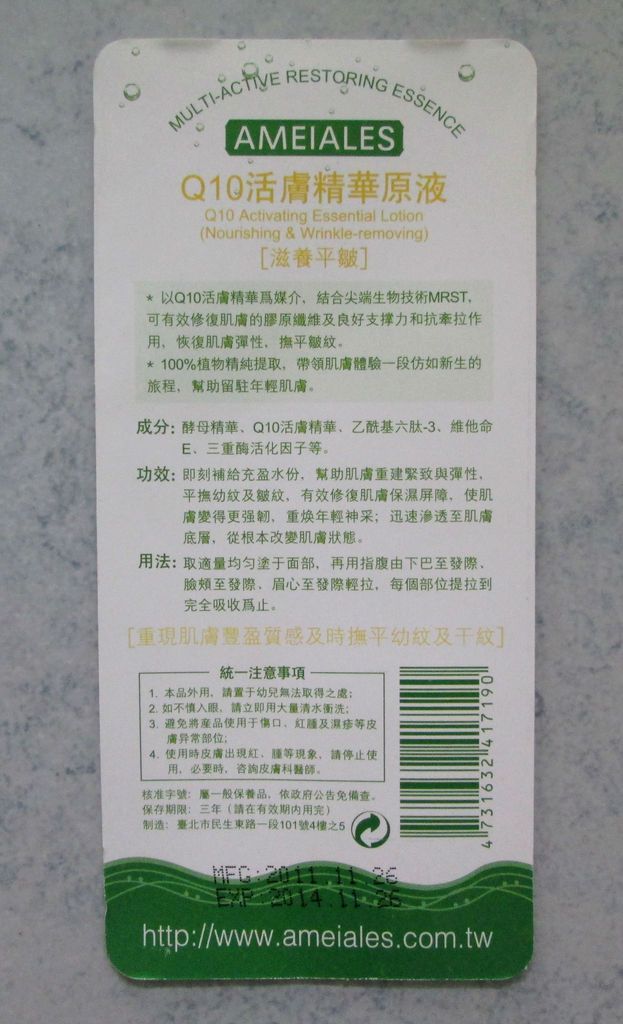 MULTI-ACTIVE RESTORING ESSENCE
AMEIALES
Q10活膚精華原液
Q10 Activating Essential Lotion
(Nourishing & Wrinkle-removing)
[滋養平皺]
* 以Q10活膚精華爲媒介，結合尖端生物技術MRST，
可有效修復肌膚的膠原纖維及良好支撐力和抗牽拉作
用，恢復肌膚彈性，撫平皺紋。
* 100%植物精純提取，帶領肌膚體驗一段仿如新生的
旅程，幫助留駐年輕肌膚。
成分：酵母精華、Q10活膚精華、乙酰基六肽-3、維他命
E、三重酶活化因子等。
功效：即刻補給充盈水份，幫助肌膚重建緊致與彈性，
平撫幼紋及皺紋，有效修復肌膚保濕屏障，使肌
膚變得更强韌，重焕年輕神采；迅速滲透至肌膚
底層，從根本改變肌膚狀態。
用法：取適量均匀塗于面部，再用指腹由下巴至發際、
臉頰至發際、眉心至發際輕拉，每個部位提拉到
完全吸收爲止。
[重現肌膚豐盈質感及時撫平幼紋及干紋]
統一注意事項
1. 本品外用，請置于幼兒無法取得之處；
2. 如不慎入眼，請立即用大量清水衝洗；
3. 避免將産品使用于傷口、紅腫及濕疹等皮
膚异常部位；
4. 使用時皮膚出現紅、腫等現象，請停止使
用，必要時，咨詢皮膚科醫師。
核准字號：屬一般保養品，依政府公告免備查。
保存期限：三年（請在有效期内用完）
制造：臺北市民生東路一段101號4樓之5
4 731632 417190
MFG:2011.11.26
EXP:2014.11.26
http://www.ameiales.com.tw